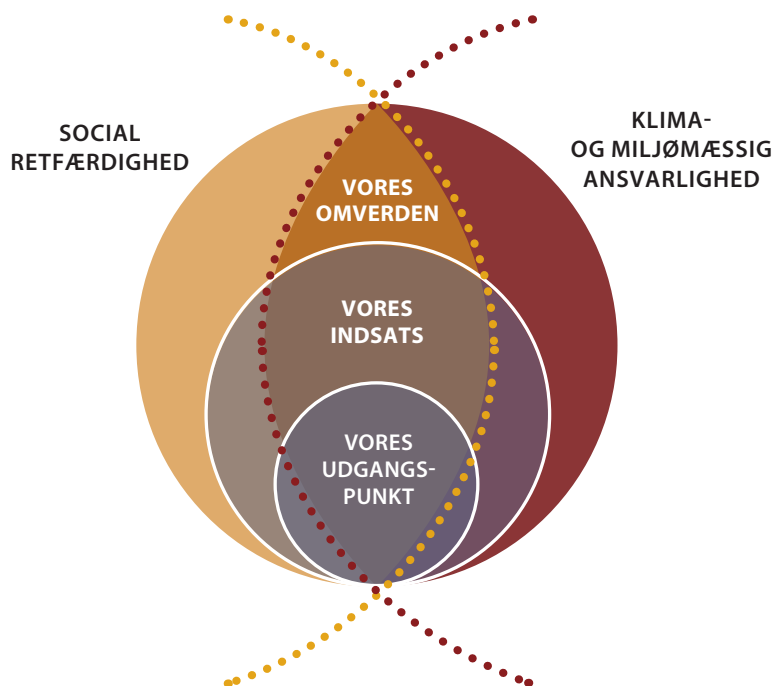 SOCIAL
RETFÆRDIGHED
KLIMA-
OG MILJØMÆSSIG
ANSVARLIGHED
VORES
OMVERDEN
VORES
INDSATS
VORES
UDGANGS-
PUNKT